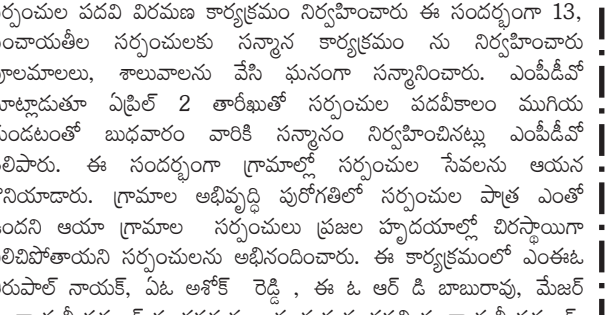 పంచుల పదవి విరమణ కార్యక్రమం నిర్వహించారు ఈ సందర్భంగా 13,
పంచాయతీల సర్పంచులకు సన్మాన కార్యక్రమం ను నిర్వహించారు
పూలమాలలు, శాలువాలను వేసి ఘనంగా సన్మానించారు. ఎంపీడీవో
మాట్లాడుతూ ఏప్రిల్ 2 తారీఖుతో సర్పంచుల పదవీకాలం ముగియ
నుండటంతో బుధవారం వారికి సన్మానం నిర్వహించినట్లు ఎంపీడీవో
తెలిపారు. ఈ సందర్భంగా గ్రామాల్లో సర్పంచుల సేవలను ఆయన
కొనియాడారు. గ్రామాల అభివృద్ధి పురోగతిలో సర్పంచుల పాత్ర ఎంతో
ఉందని ఆయా గ్రామాల సర్పంచులు ప్రజల హృదయాల్లో చిరస్థాయిగా
నిలిచిపోతాయని సర్పంచులను అభినందించారు. ఈ కార్యక్రమంలో ఎంఈఓ
నాయక్, ఏఓ అశోక్ రెడ్డి , ఈ ఓ ఆర్ డి బాబురావు, మేజర్